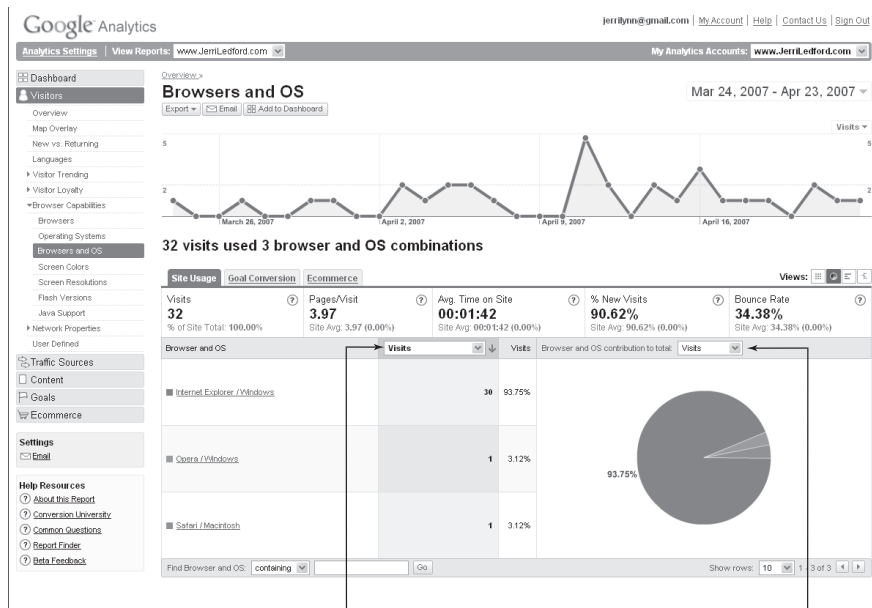 Google Analytics
jerrilynn@gmail.com | My Account | Help | Contact Us | Sign Out
Analytics Settings | View Reports: www.JerriLedford.com
My Analytics Accounts: www.JerriLedford.com
Dashboard
Visitors
Overview
Map Overlay
New vs. Returning
Languages
Visitor Trending
Visitor Loyalty
Browser Capabilities
Browsers
Operating Systems
Browsers and OS
Screen Colors
Screen Resolutions
Flash Versions
Java Support
Network Properties
User Defined
Traffic Sources
Content
Goals
Ecommerce
Settings
Email
Help Resources
About this Report
Conversion University
Common Questions
Report Finder
Beta Feedback
Overview »
Browsers and OS
Mar 24, 2007 - Apr 23, 2007
Export Email Add to Dashboard
Visits
5 5
2 2
March 26, 2007 April 2, 2007 April 9, 2007 April 16, 2007
32 visits used 3 browser and OS combinations
Site Usage Goal Conversion Ecommerce
Views:
Visits ? Pages/Visit ? Avg. Time on Site ? % New Visits ? Bounce Rate ?
32 3.97 00:01:42 90.62% 34.38%
% of Site Total: 100.00% Site Avg: 3.97 (0.00%) Site Avg: 00:01:42 (0.00%) Site Avg: 90.62% (0.00%) Site Avg: 34.38% (0.00%)
Browser and OS Visits Visits Browser and OS contribution to total: Visits
Internet Explorer / Windows 30 93.75%
Opera / Windows 1 3.12%
93.75%
Safari / Macintosh 1 3.12%
Find Browser and OS: containing Go
Show rows: 10 1 - 3 of 3